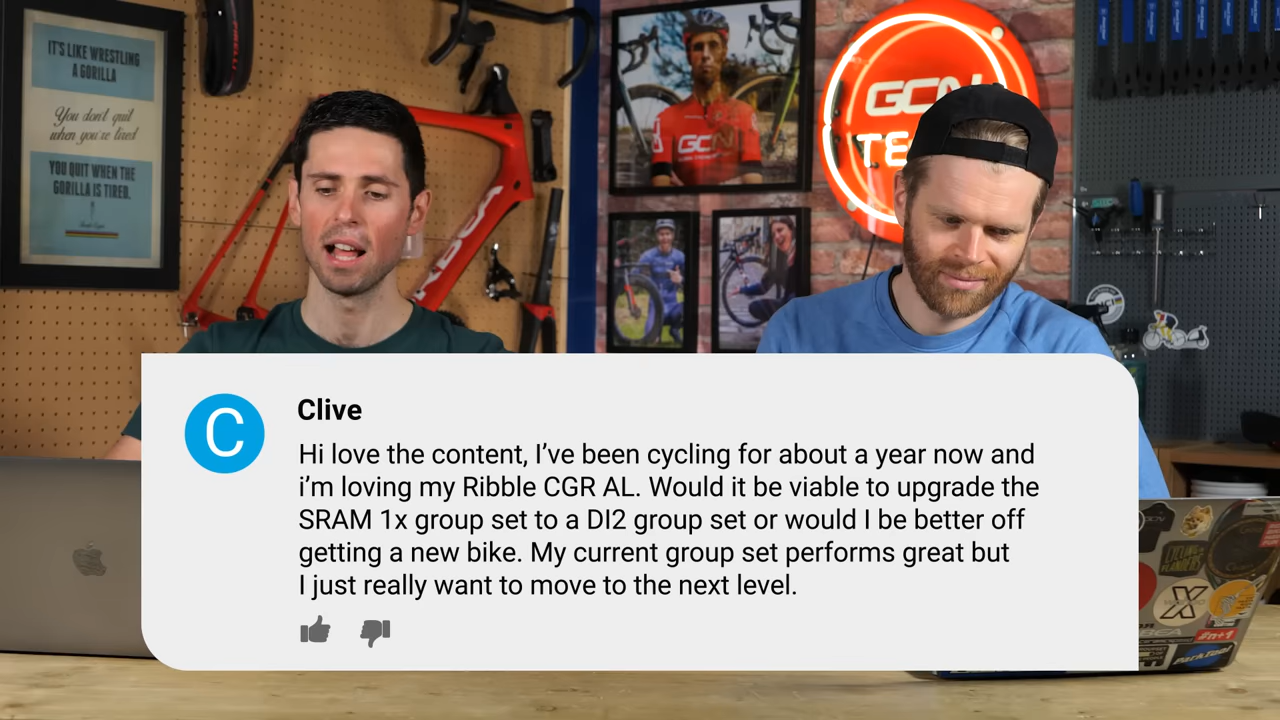 IT'S LIKE WRESTLING
A GORILLA
You don't quit
when you're tired
YOU QUIT WHEN THE
GORILLA IS TIRED.
GCN
GCN
TE
C
Clive
Hi love the content, I've been cycling for about a year now and
i'm loving my Ribble CGR AL. Would it be viable to upgrade the
SRAM 1x group set to a DI2 group set or would I be better off
getting a new bike. My current group set performs great but
I just really want to move to the next level.
X
#n+1
ParkTool